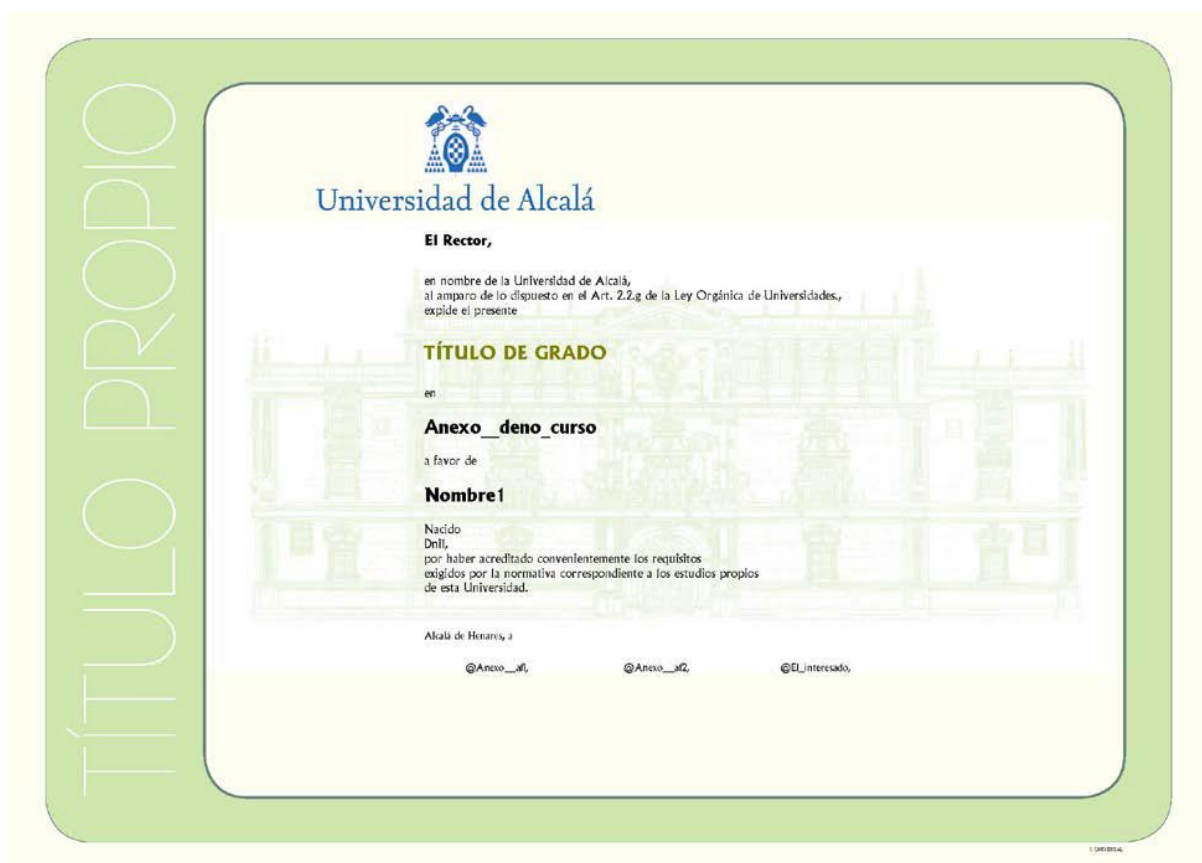 TÍTULO PROPIO
Universidad de Alcalá
El Rector,
en nombre de la Universidad de Alcalá,
al amparo de lo dispuesto en el Art. 2.2.g de la Ley Orgánica de Universidades.,
expide el presente
TÍTULO DE GRADO
en
Anexo__deno_curso
a favor de
Nombre1
Nacido
Dni1,
por haber acreditado convenientemente los requisitos
exigidos por la normativa correspondiente a los estudios propios
de esta Universidad.
Alcalá de Henares, a
@Anexo__af1, @Anexo__af2, @El_interesado,